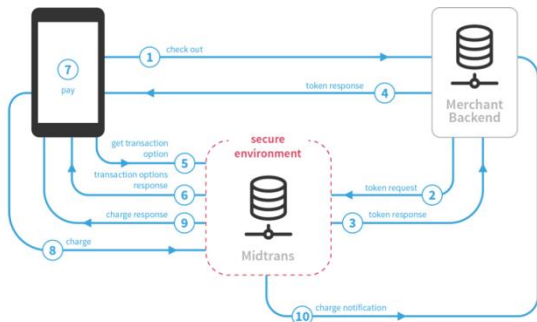 1 check out
7
pay
token response 4
Merchant
Backend
get transaction
option 5
secure
environment
transaction options
response 6
token request 2
charge response 9
3 token response
8 charge
Midtrans
10 charge notification